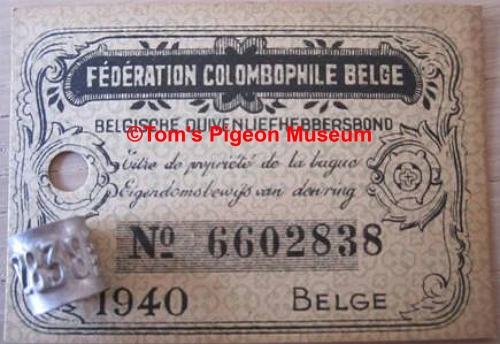 FÉDÉRATION COLOMBOPHILE BELGE
BELGISCHE DUIVENLIEFHEBBERSBOND
©Tom's Pigeon Museum
Titre de propriété de la bague
Eigendomsbewijs van den ring
Nº 6602838
1940 BELGE